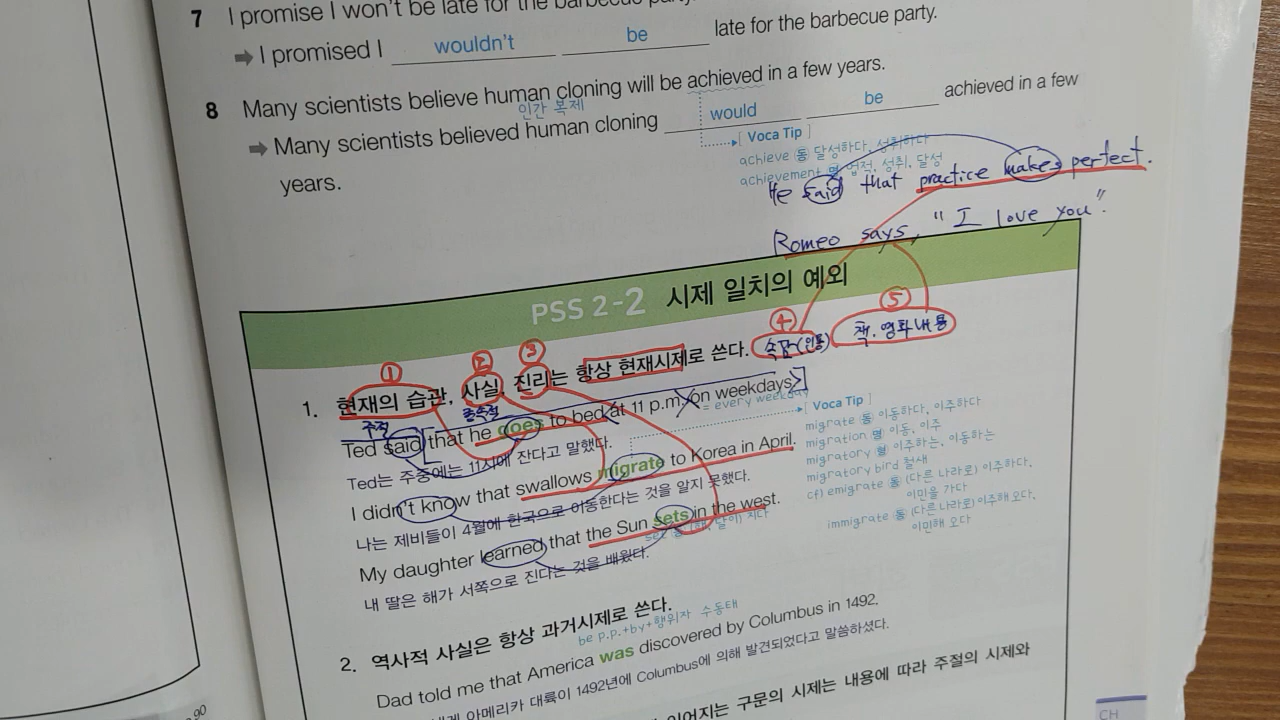 7 I promise I won't be late for the barbecue party.
➡ I promised I wouldn't be late for the barbecue party.
8 Many scientists believe human cloning will be achieved in a few years.
인간 복제
➡ Many scientists believed human cloning would be achieved in a few
years.
[ Voca Tip ]
achieve 동 달성하다, 성취하다
achievement 명 업적, 성취, 달성
He said that practice makes perfect.
Romeo says, "I love you".
PSS 2-2 시제 일치의 예외
① ② ③ ④ ⑤
1. 현재의 습관, 사실, 진리는 항상 현재시제로 쓴다. 속담(인용) 책.영화내용
주절 종속절
Ted said that he goes to bed at 11 p.m. on weekdays.
= every weekday
Ted는 주중에는 11시에 잔다고 말했다.
I didn't know that swallows migrate to Korea in April.
나는 제비들이 4월에 한국으로 이동한다는 것을 알지 못했다.
My daughter learned that the Sun sets in the west.
set 동 (해, 달이) 지다
내 딸은 해가 서쪽으로 진다는 것을 배웠다.
[ Voca Tip ]
migrate 동 이동하다, 이주하다
migration 명 이동, 이주
migratory 형 이주하는, 이동하는
migratory bird 철새
cf) emigrate 동 (다른 나라로) 이주하다,
이민을 가다
immigrate 동 (다른 나라로) 이주해 오다,
이민해 오다
2. 역사적 사실은 항상 과거시제로 쓴다.
be p.p.+by+행위자 수동태
Dad told me that America was discovered by Columbus in 1492.
아메리카 대륙이 1492년에 Columbus에 의해 발견되었다고 말씀하셨다.
이어지는 구문의 시제는 내용에 따라 주절의 시제와
CH